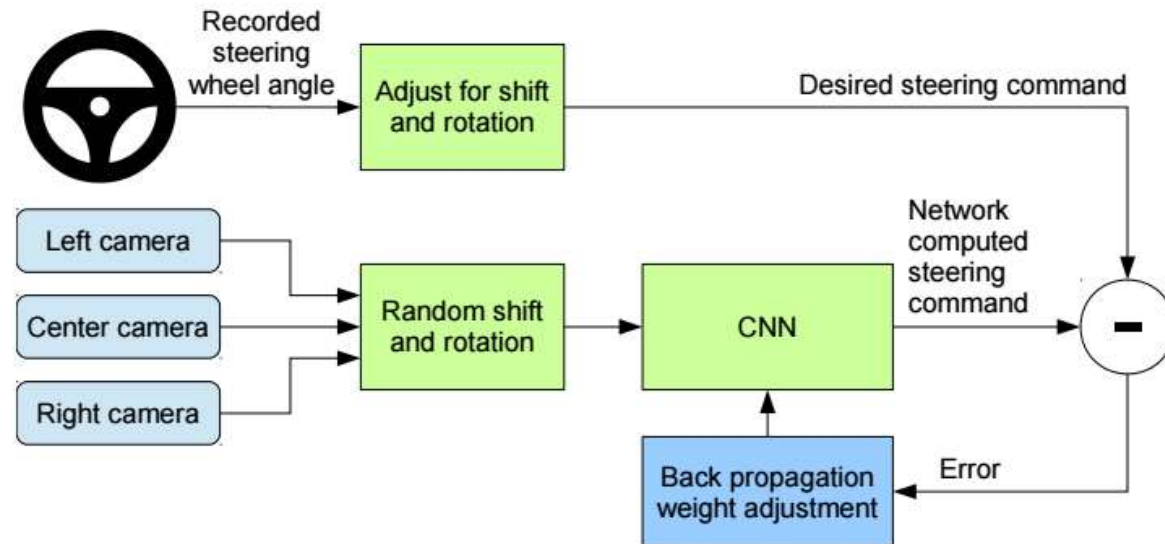 Recorded
steering
wheel angle
Adjust for shift
and rotation
Desired steering command
Left camera
Center camera
Right camera
Random shift
and rotation
CNN
Network
computed
steering
command
-
Back propagation
weight adjustment
Error